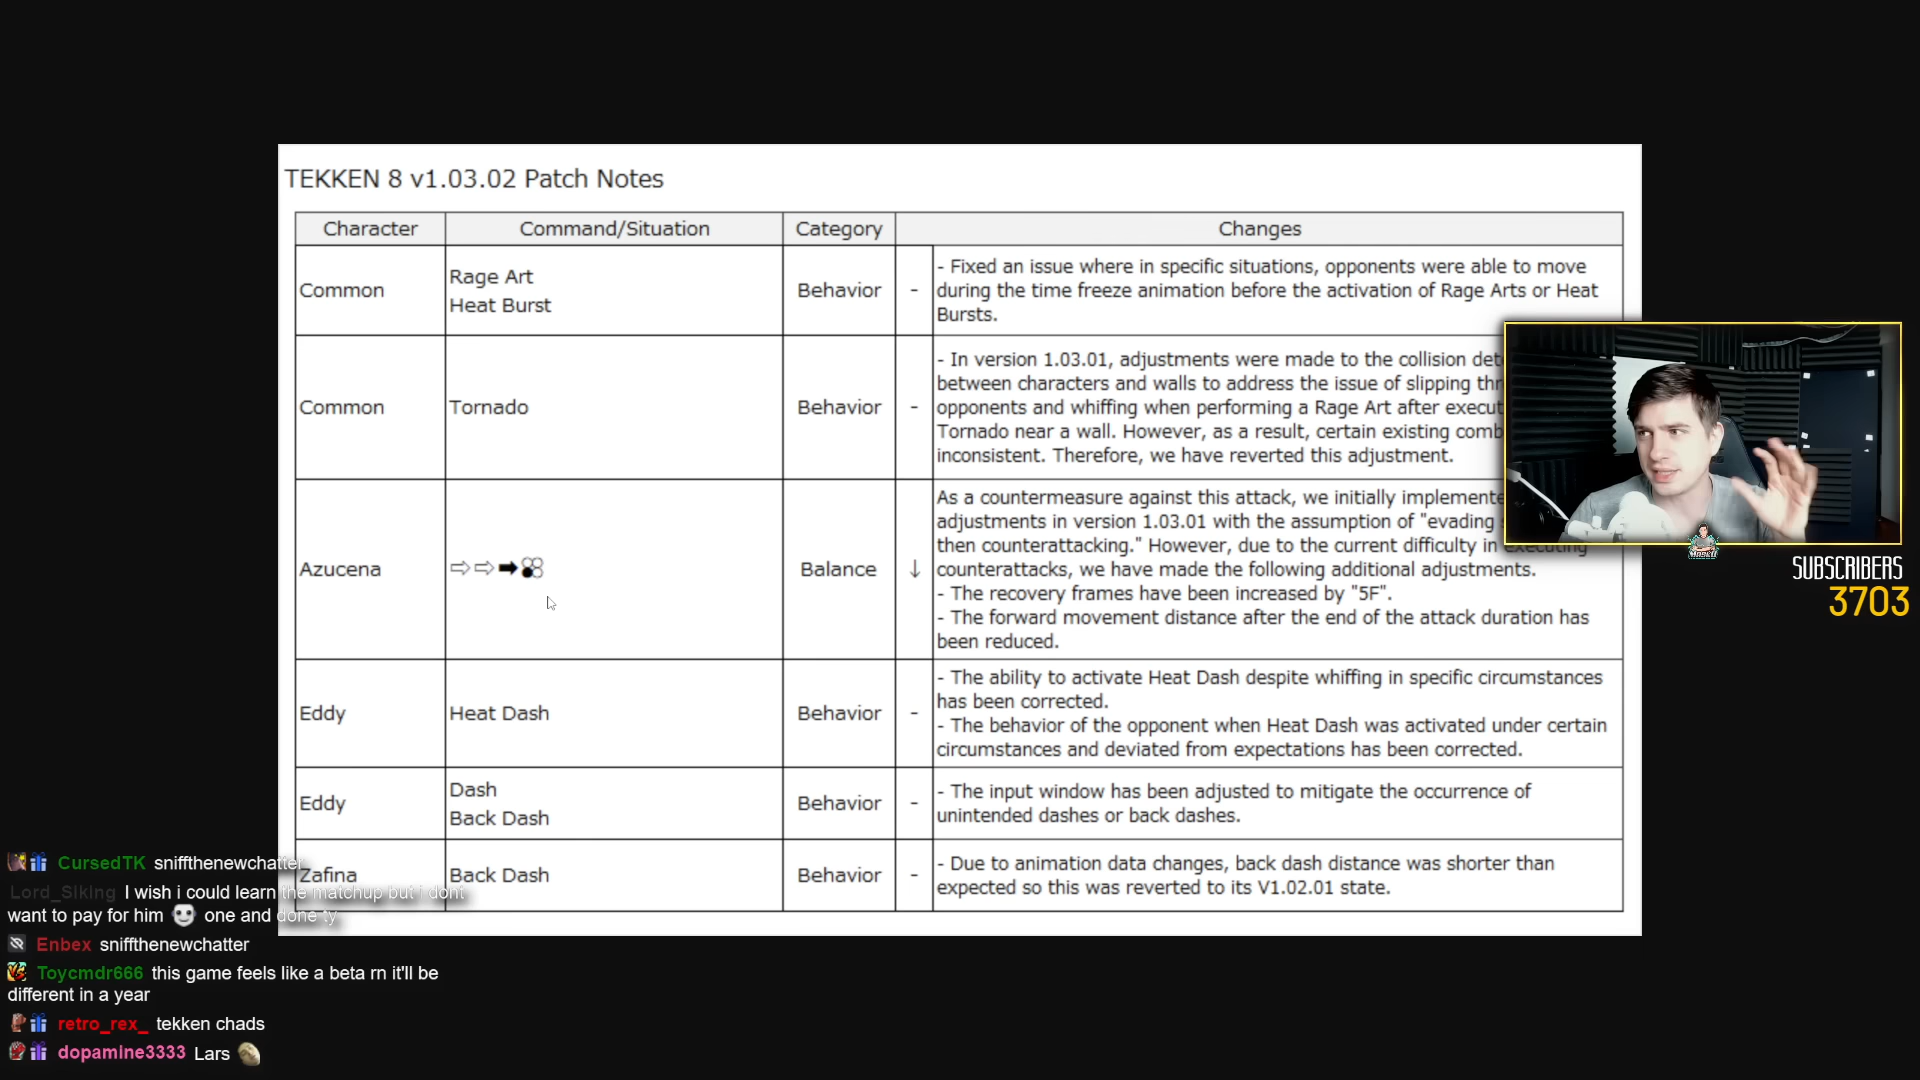 TEKKEN 8 v1.03.02 Patch Notes
Character Command/Situation Category Changes
Common
Rage Art
Heat Burst
Behavior
-
- Fixed an issue where in specific situations, opponents were able to move
during the time freeze animation before the activation of Rage Arts or Heat
Bursts.
Common
Tornado
Behavior
-
- In version 1.03.01, adjustments were made to the collision
between characters and walls to address the issue of slipping
opponents and whiffing when performing a Rage Art after
Tornado near a wall. However, as a result, certain existing
inconsistent. Therefore, we have reverted this adjustment.
Azucena
⇨⇨➡
Balance
↓
As a countermeasure against this attack, we initially
adjustments in version 1.03.01 with the assumption of "evading
then counterattacking." However, due to the current difficulty in executing
counterattacks, we have made the following additional adjustments.
- The recovery frames have been increased by "5F".
- The forward movement distance after the end of the attack duration has
been reduced.
Eddy
Heat Dash
Behavior
-
- The ability to activate Heat Dash despite whiffing in specific circumstances
has been corrected.
- The behavior of the opponent when Heat Dash was activated under certain
circumstances and deviated from expectations has been corrected.
Eddy
Dash
Back Dash
Behavior
-
- The input window has been adjusted to mitigate the occurrence of
unintended dashes or back dashes.
Zafina
Back Dash
Behavior
-
- Due to animation data changes, back dash distance was shorter than
expected so this was reverted to its V1.02.01 state.
SUBSCRIBERS
3703
CursedTK sniffthenewchatter
Lord_Slking I wish i could learn the matchup but i dont
want to pay for him one and done ty
Enbex sniffthenewchatter
Toycmdr666 this game feels like a beta rn it'll be
different in a year
retro_rex_ tekken chads
dopamine3333 Lars